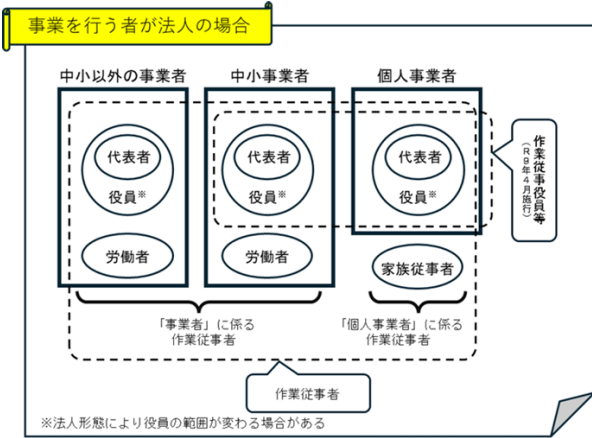 事業を行う者が法人の場合
中小以外の事業者
中小事業者
個人事業者
代表者
役員※
労働者
代表者
役員※
労働者
代表者
役員※
家族従事者
作業従事役員等
（R9年4月施行）
「事業者」に係る
作業従事者
「個人事業者」に係る
作業従事者
作業従事者
※法人形態により役員の範囲が変わる場合がある